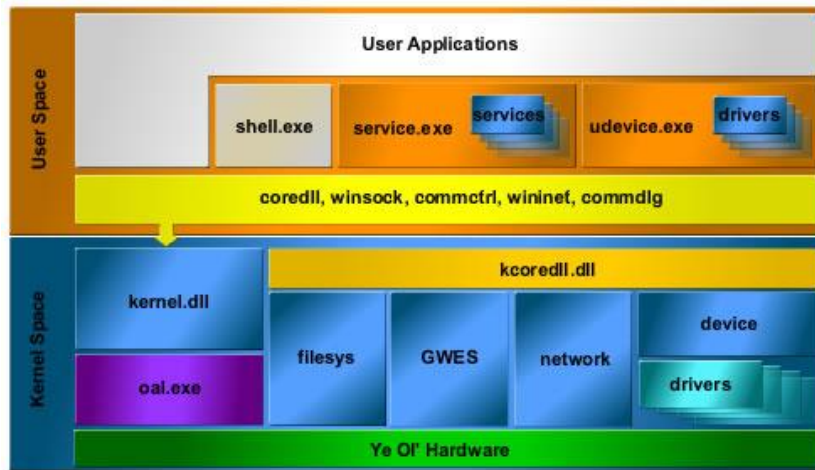 User Applications
User Space
shell.exe
service.exe
services
udevice.exe
drivers
coredll, winsock, commctrl, wininet, commdlg
Kernel Space
kernel.dll
kcoredll.dll
oal.exe
filesys
GWES
network
device
drivers
Ye Ol' Hardware